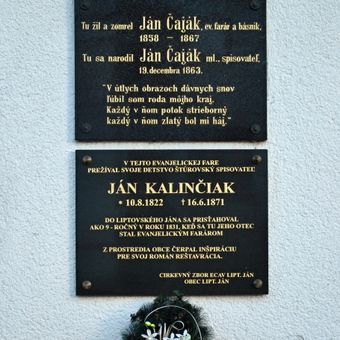 Tu žil a zomrel Ján Čaják, ev. farár a básnik,
1858 – 1867
Tu sa narodil Ján Čaják ml., spisovateľ,
19. decembra 1863.
"V útlych obrazoch dávnych snov
ľúbil som roda môjho kraj.
Každý v ňom potok strieborný
každý v ňom zlatý bol mi háj."
V TEJTO EVANJELICKEJ FARE
PREŽÍVAL SVOJE DETSTVO ŠTÚROVSKÝ SPISOVATEĽ
JÁN KALINČIAK
* 10.8.1822 † 16.6.1871
DO LIPTOVSKÉHO JÁNA SA PRISŤAHOVAL
AKO 9 - ROČNÝ V ROKU 1831, KEĎ SA TU JEHO OTEC
STAL EVANJELICKÝM FARÁROM
Z PROSTREDIA OBCE ČERPAL INŠPIRÁCIU
PRE SVOJ ROMÁN REŠTAVRÁCIA.
CIRKEVNÝ ZBOR ECAV LIPT. JÁN
OBEC LIPT. JÁN